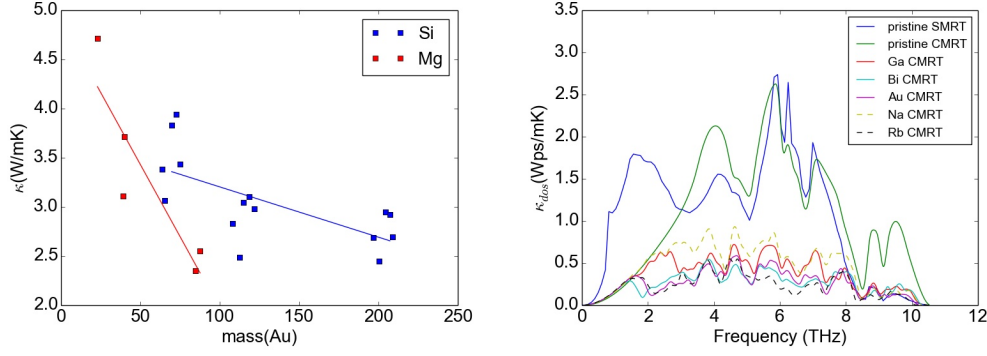 5.0
4.5
4.0
3.5
3.0
2.5
2.0
κ(W/mK)
0 50 100 150 200 250
mass(Au)
Si
Mg
3.5
3.0
2.5
2.0
1.5
1.0
0.5
0.0
κdos(Wps/mK)
0 2 4 6 8 10 12
Frequency (THz)
pristine SMRT
pristine CMRT
Ga CMRT
Bi CMRT
Au CMRT
Na CMRT
Rb CMRT